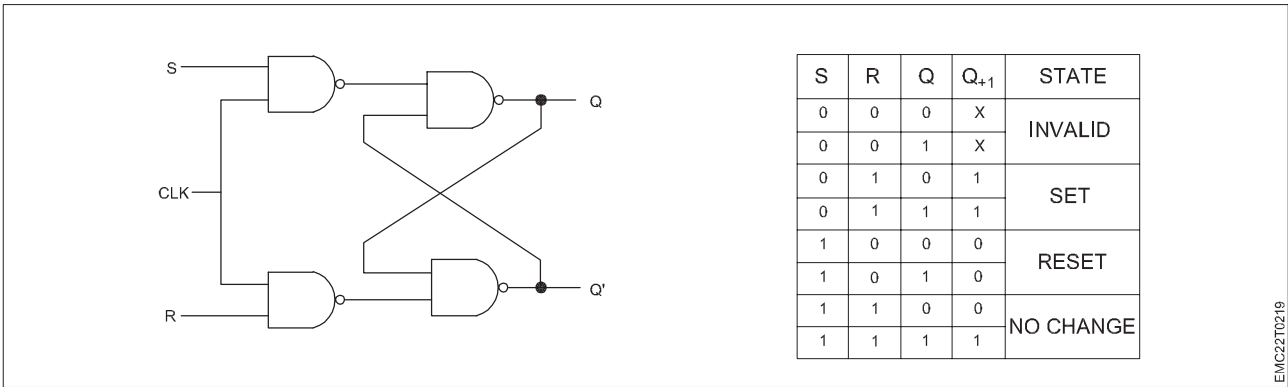 S
CLK
R
Q
Q'
S R Q Q+1 STATE
0 0 0 X INVALID
0 0 1 X
0 1 0 1 SET
0 1 1 1
1 0 0 0 RESET
1 0 1 0
1 1 0 0 NO CHANGE
1 1 1 1
EMC22T0219